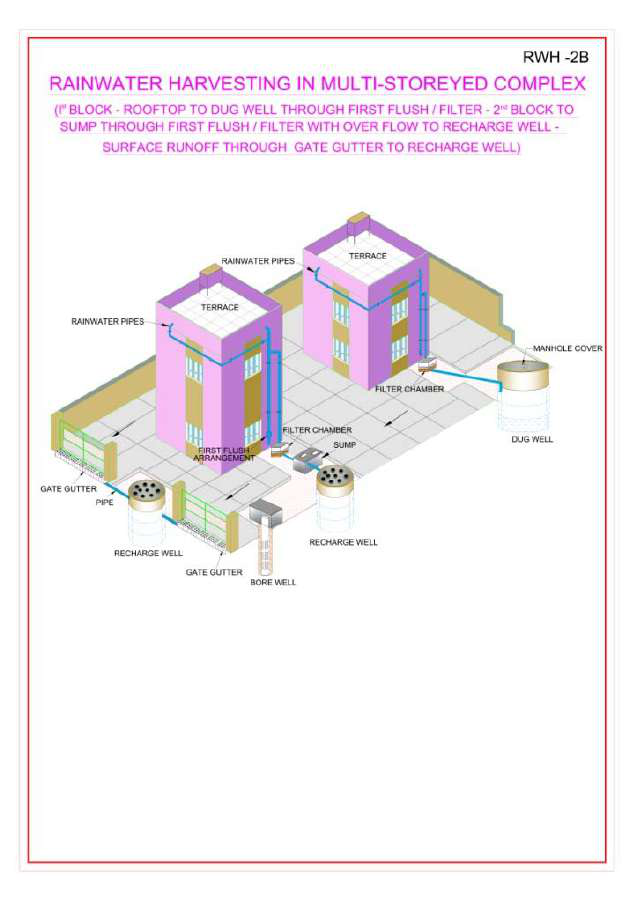 RWH -2B
RAINWATER HARVESTING IN MULTI-STOREYED COMPLEX
(Iˢᵗ BLOCK - ROOFTOP TO DUG WELL THROUGH FIRST FLUSH / FILTER - 2ⁿᵈ BLOCK TO
SUMP THROUGH FIRST FLUSH / FILTER WITH OVER FLOW TO RECHARGE WELL -
SURFACE RUNOFF THROUGH GATE GUTTER TO RECHARGE WELL)
RAINWATER PIPES
TERRACE
TERRACE
RAINWATER PIPES
MANHOLE COVER
FILTER CHAMBER
DUG WELL
FILTER CHAMBER
SUMP
FIRST FLUSH
ARRANGEMENT
GATE GUTTER
PIPE
RECHARGE WELL
RECHARGE WELL
GATE GUTTER
BORE WELL